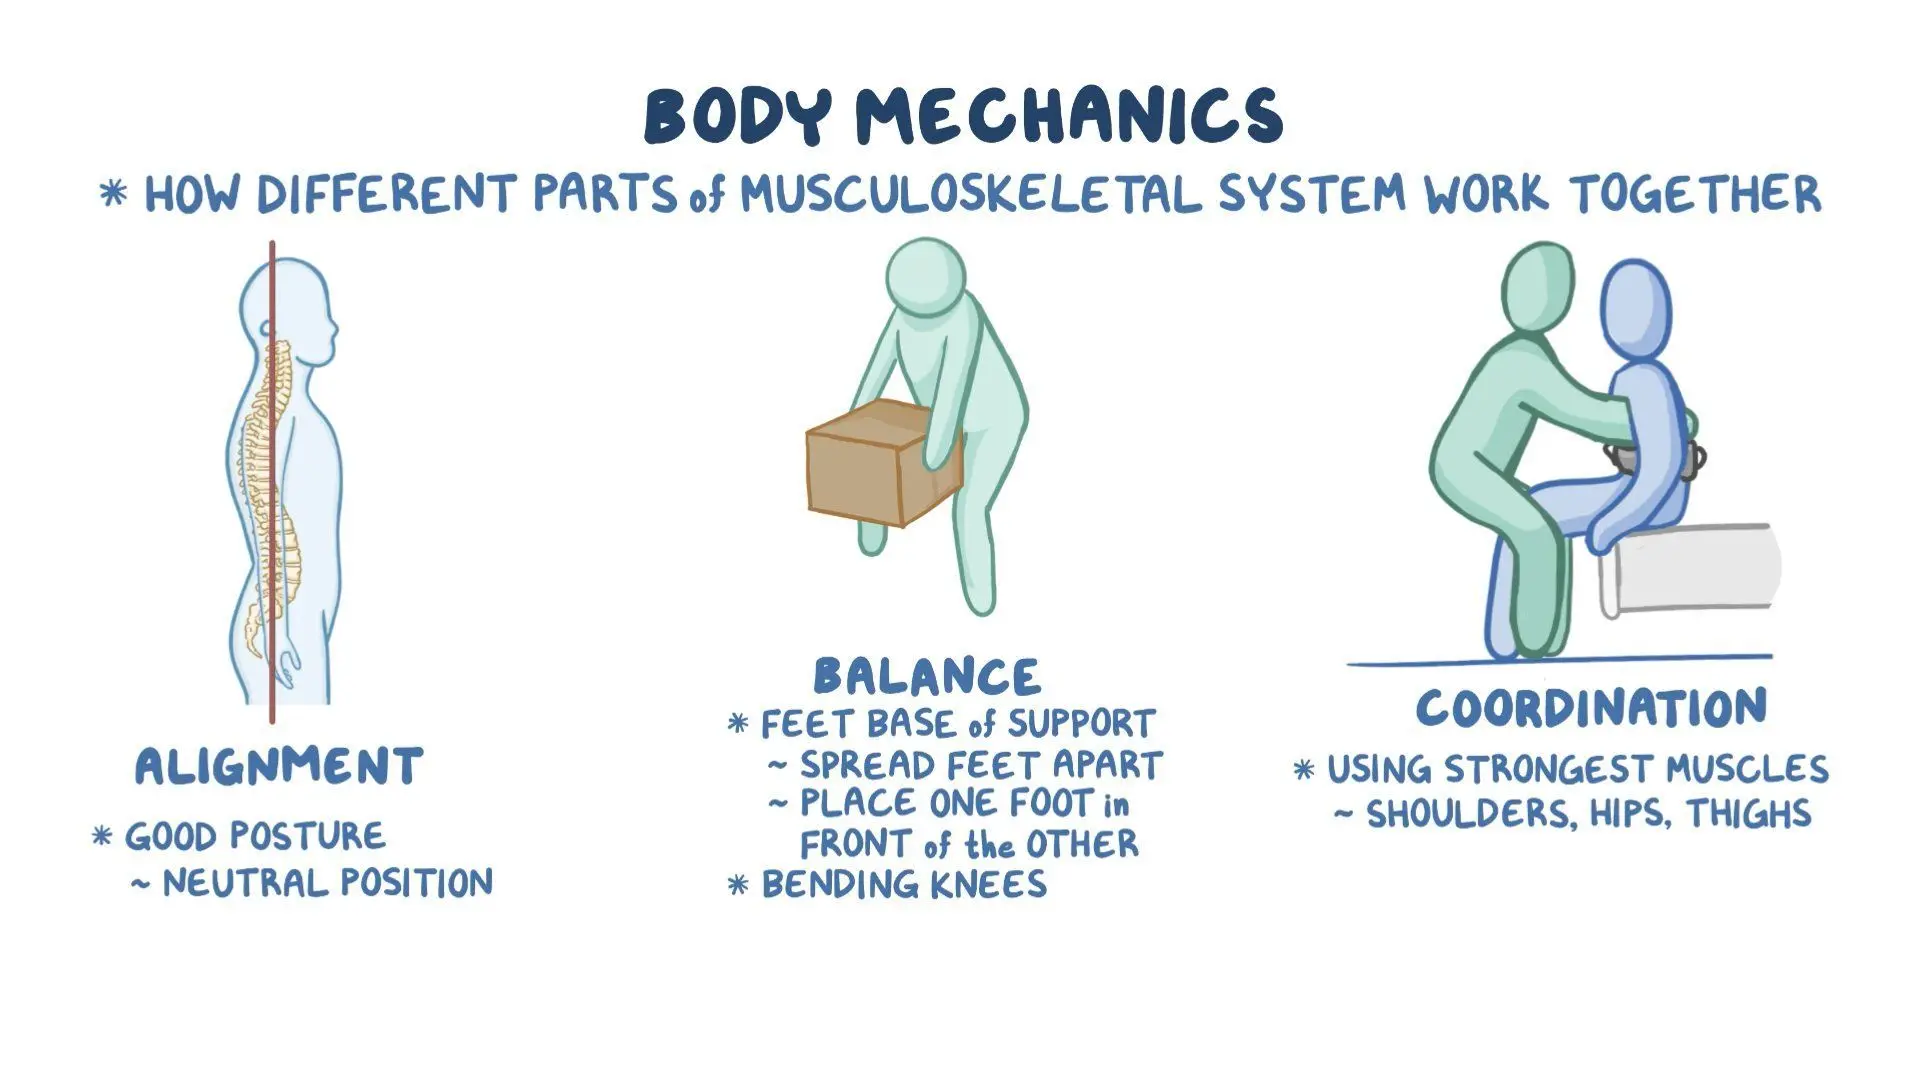 BODY MECHANICS
* HOW DIFFERENT PARTS of MUSCULOSKELETAL SYSTEM WORK TOGETHER
ALIGNMENT
* GOOD POSTURE
~ NEUTRAL POSITION
BALANCE
* FEET BASE of SUPPORT
~ SPREAD FEET APART
~ PLACE ONE FOOT in
FRONT of the OTHER
* BENDING KNEES
COORDINATION
* USING STRONGEST MUSCLES
~ SHOULDERS, HIPS, THIGHS